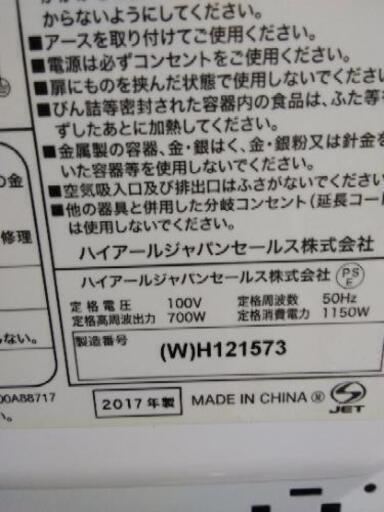 からないようにしてください。
■アースを取り付けてご使用ください。
■電源は必ずコンセントをご使用ください。
■扉にものを挟んだ状態で使用しないでください。
■びん詰等密封された容器内の食品は、ふた等
ずしたあとに加熱してください。
■金属製の容器、金・銀はく、金・銀粉又は針金
いた容器等を使用しないでください。
■空気吸入口及び排出口はふさがないでくださ
■他の器具と併用した分岐コンセント(延長コー
は使用しないでください。
ハイアールジャパンセールス株式会社
の金
修理
ない。
00AB8717
ハイアールジャパンセールス株式会社
PS
E
定格電圧 100V 定格周波数 50Hz
定格高周波出力 700W 定格消費電力 1150W
製造番号
(W)H121573
2017年製 MADE IN CHINA ®
JET